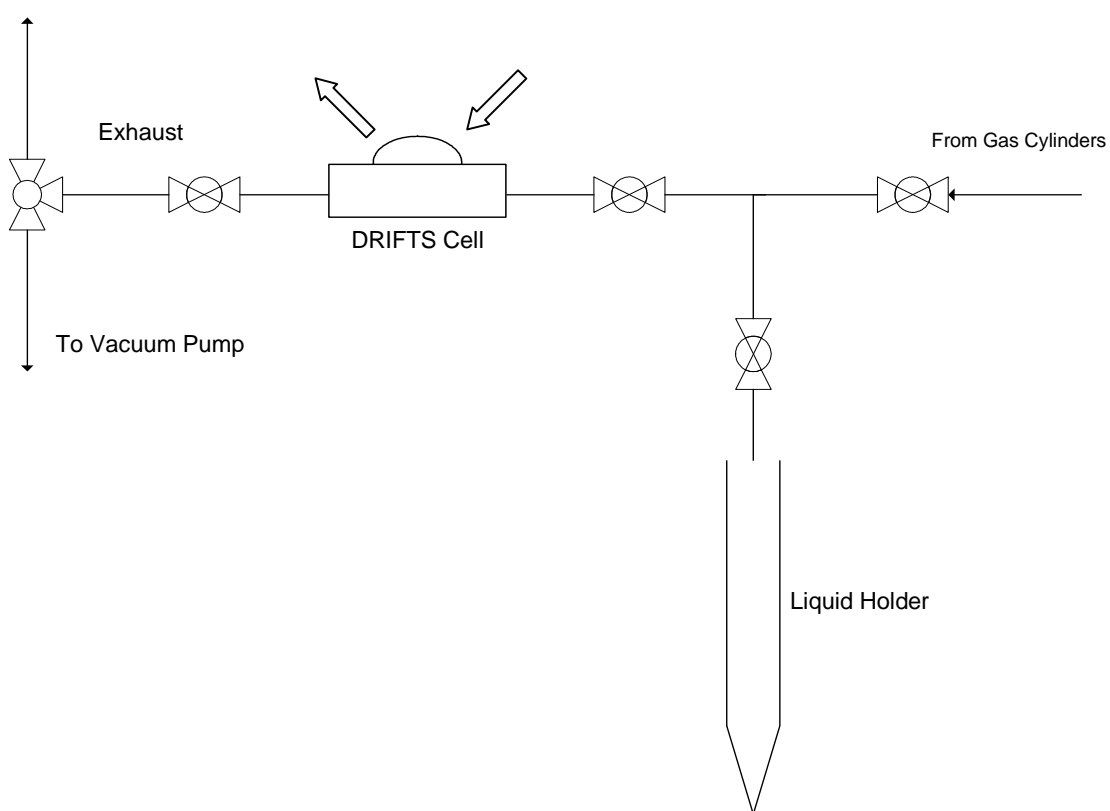 Exhaust
From Gas Cylinders
DRIFTS Cell
To Vacuum Pump
Liquid Holder